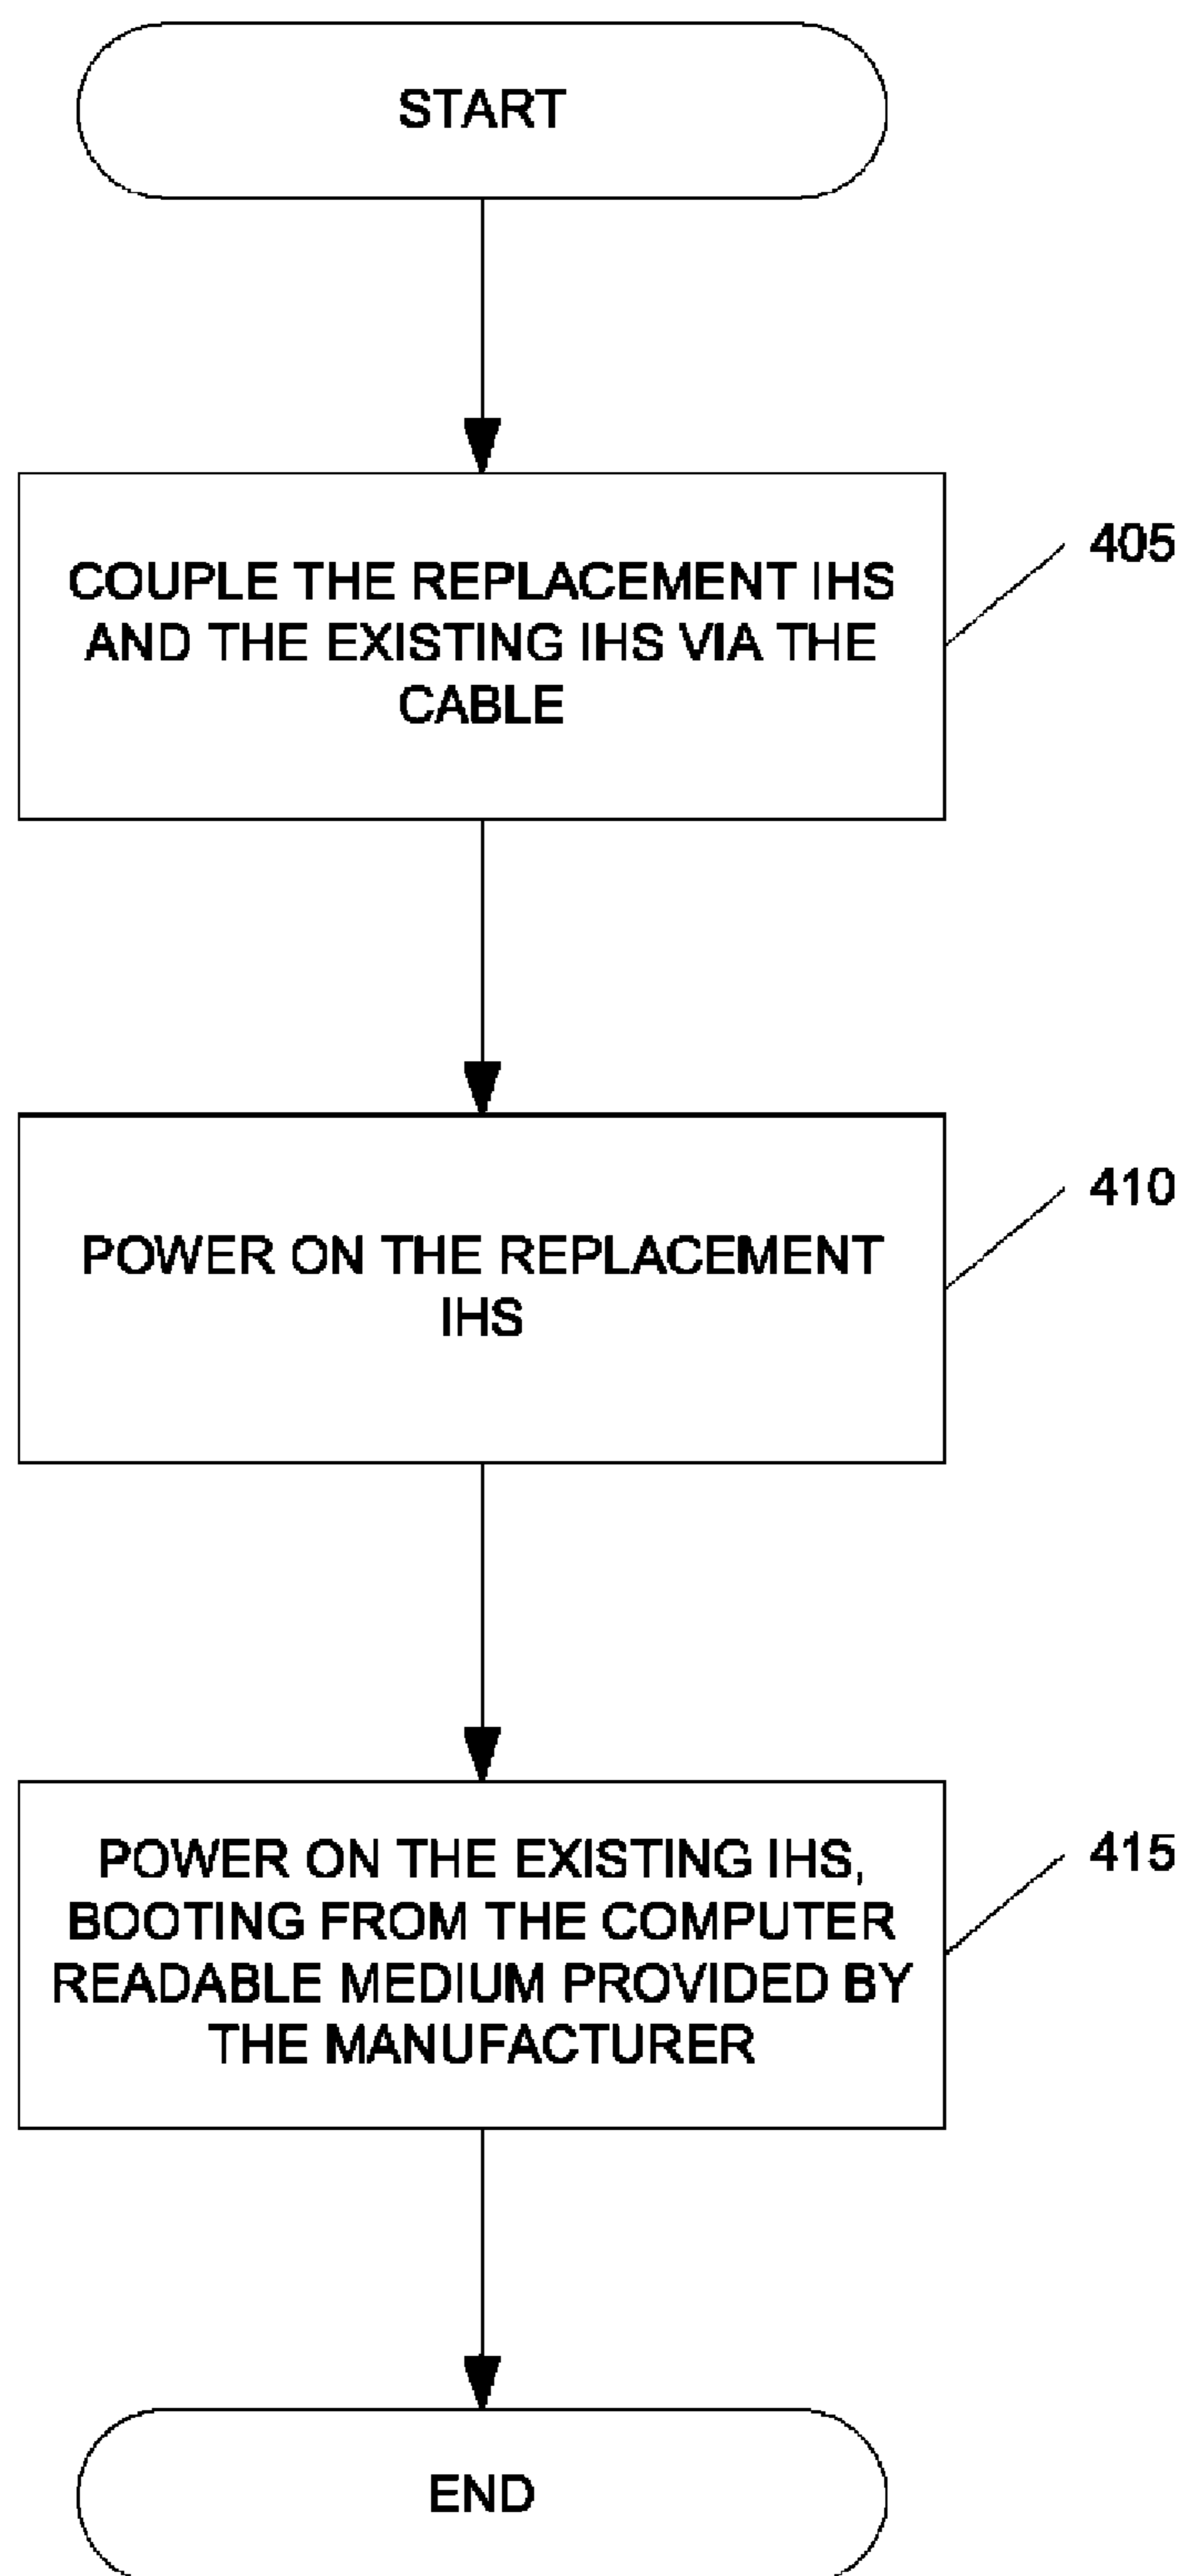 START
COUPLE THE REPLACEMENT IHS
AND THE EXISTING IHS VIA THE
CABLE
405
POWER ON THE REPLACEMENT
IHS
410
POWER ON THE EXISTING IHS,
BOOTING FROM THE COMPUTER
READABLE MEDIUM PROVIDED BY
THE MANUFACTURER
415
END